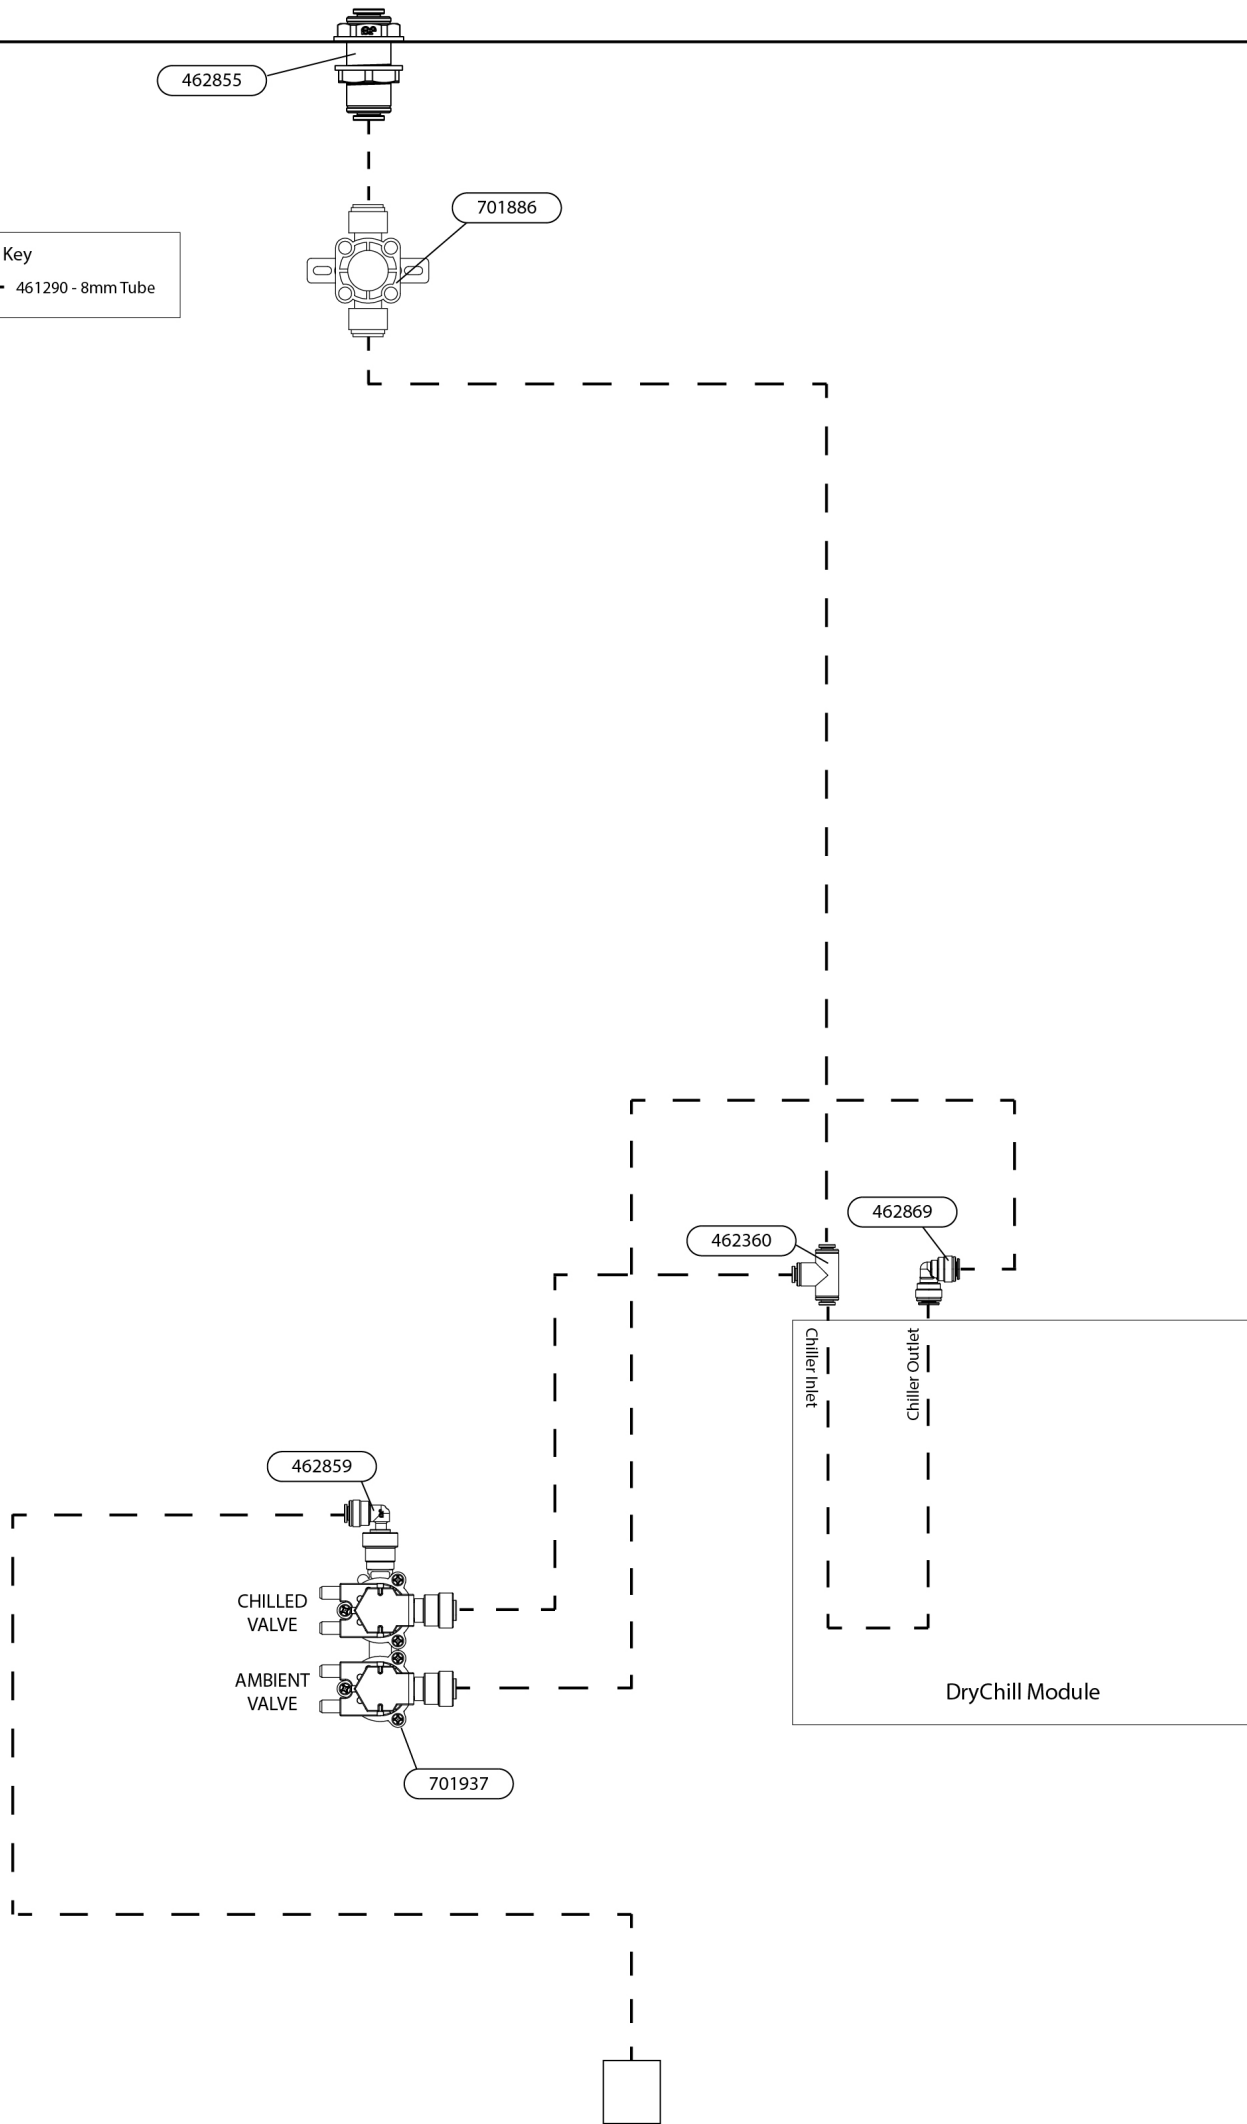 462855
701886
Key
461290 - 8mm Tube
462869
462360
Chiller Inlet
Chiller Outlet
462859
CHILLED
VALVE
AMBIENT
VALVE
DryChill Module
701937